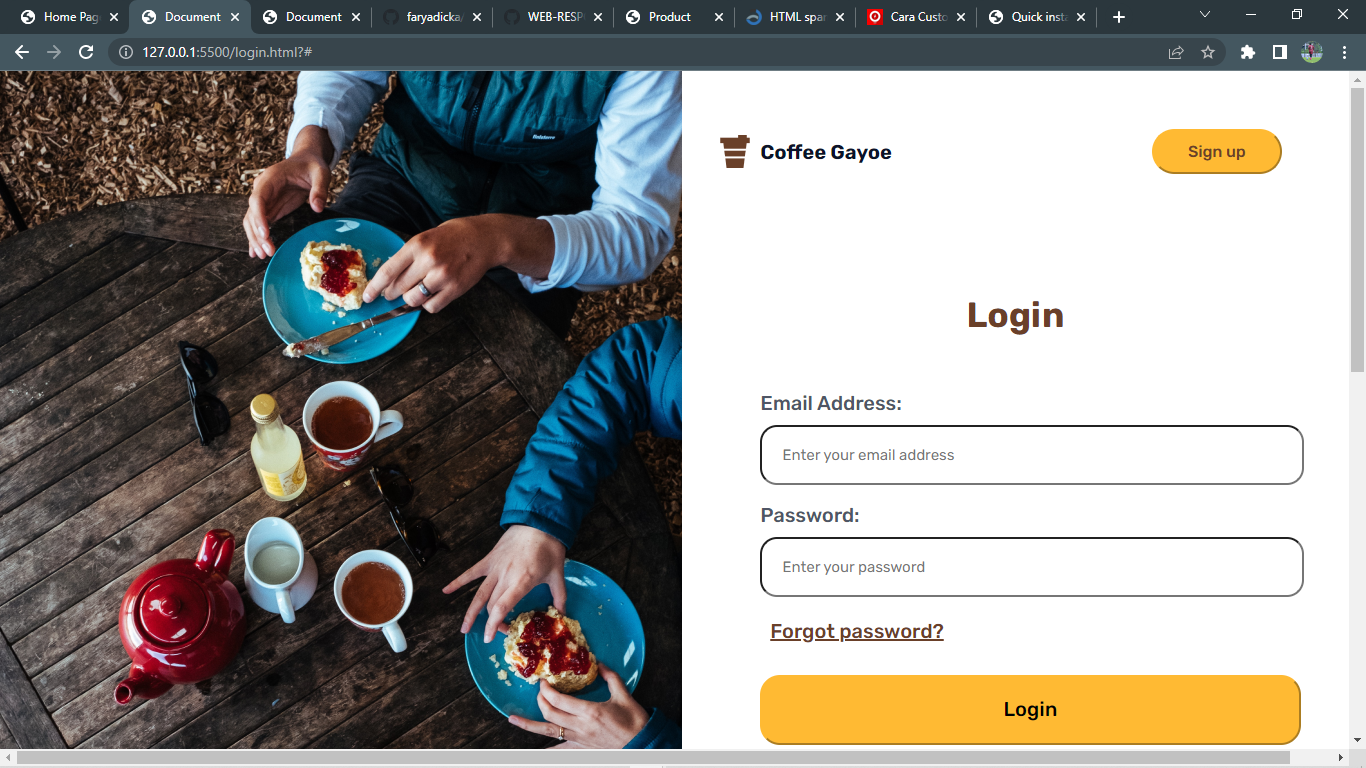 Home Pag
Document
Document
faryadicka/
WEB-RESP
Product
HTML spa
Cara Custo
Quick insta
127.0.0.1:5500/login.html?#
Coffee Gayoe
Sign up
Login
Email Address:
Enter your email address
Password:
Enter your password
Forgot password?
Login